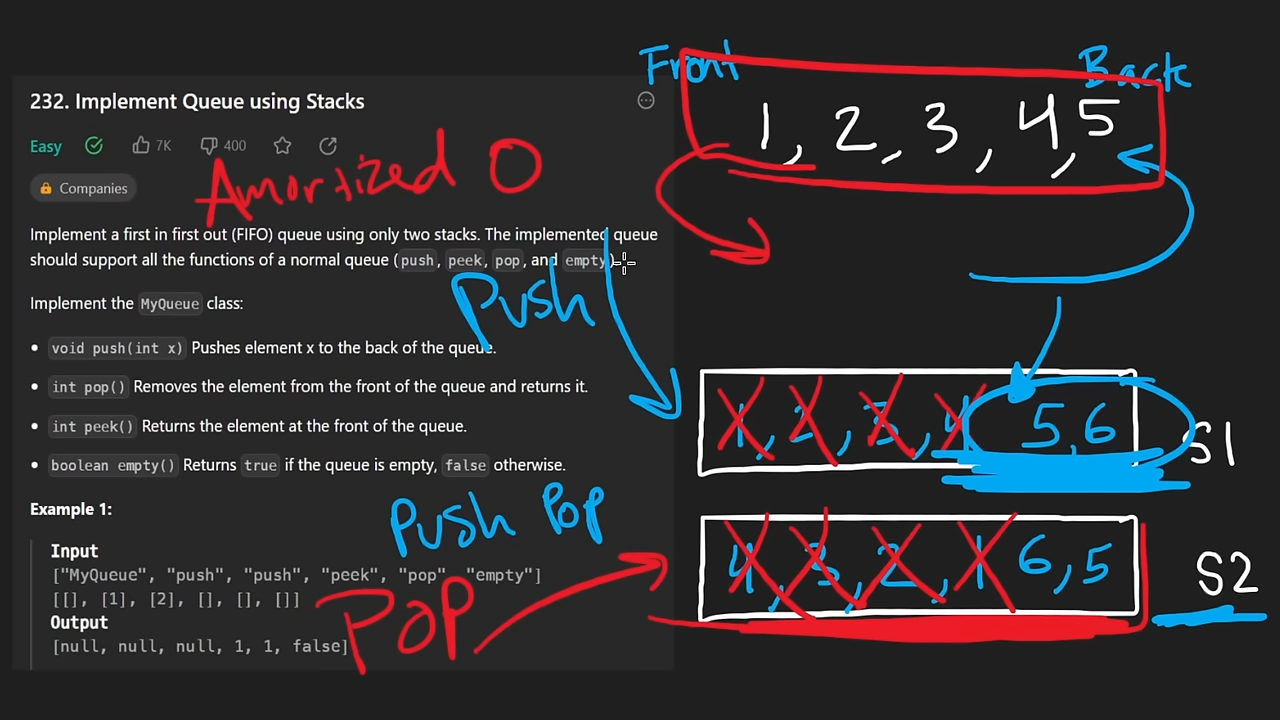 232. Implement Queue using Stacks
Easy 7K 400
Companies
Amortized O
Implement a first in first out (FIFO) queue using only two stacks. The implemented queue
should support all the functions of a normal queue (push, peek, pop, and empty).
Implement the MyQueue class:
Push
void push(int x) Pushes element x to the back of the queue.
int pop() Removes the element from the front of the queue and returns it.
int peek() Returns the element at the front of the queue.
boolean empty() Returns true if the queue is empty, false otherwise.
Example 1:
Push Pop
Input
["MyQueue", "push", "push", "peek", "pop", "empty"]
[[], [1], [2], [], [], []]
Output
[null, null, null, 1, 1, false]
POP
Front Back
1, 2, 3, 4, 5
1, 2, 3, 4 5, 6 S1
4, 3, 2, 1 6, 5 S2